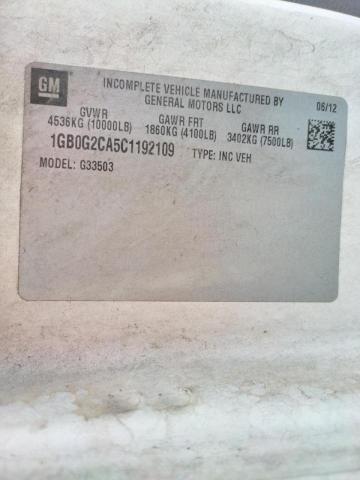 GM
INCOMPLETE VEHICLE MANUFACTURED BY
GENERAL MOTORS LLC
06/12
GVWR GAWR FRT GAWR RR
4536KG (10000LB) 1860KG (4100LB) 3402KG (7500LB)
1GB0G2CA5C1192109 TYPE: INC VEH
MODEL: G33503